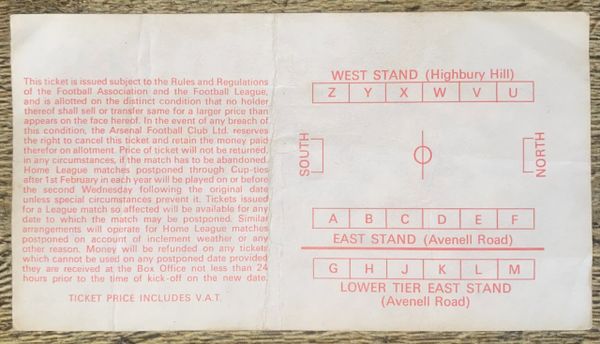 This ticket is issued subject to the Rules and Regulations
of the Football Association and the Football League,
and is allotted on the distinct condition that no holder
thereof shall sell or transfer same for a larger price than
appears on the face hereof. In the event of any breach of
this condition, the Arsenal Football Club Ltd. reserves
the right to cancel this ticket and retain the money paid
therefor on allotment. Price of ticket will not be returned,
in any circumstances, if the match has to be abandoned.
Home League matches postponed through Cup-ties
after 1st February in each year will be played on or before
the second Wednesday following the original date
unless special circumstances prevent it. Tickets issued
for a League match so affected will be available for any
date to which the match may be postponed. Similar
arrangements will operate for Home League matches
postponed on account of inclement weather or any
other reason. Money will be refunded on any ticket
which cannot be used on any postponed date provided
they are received at the Box Office not less than 24
hours prior to the time of kick-off on the new date.
TICKET PRICE INCLUDES V.A.T.
WEST STAND (Highbury Hill)
Z Y X W V U
SOUTH
NORTH
A B C D E F
EAST STAND (Avenell Road)
G H J K L M
LOWER TIER EAST STAND
(Avenell Road)